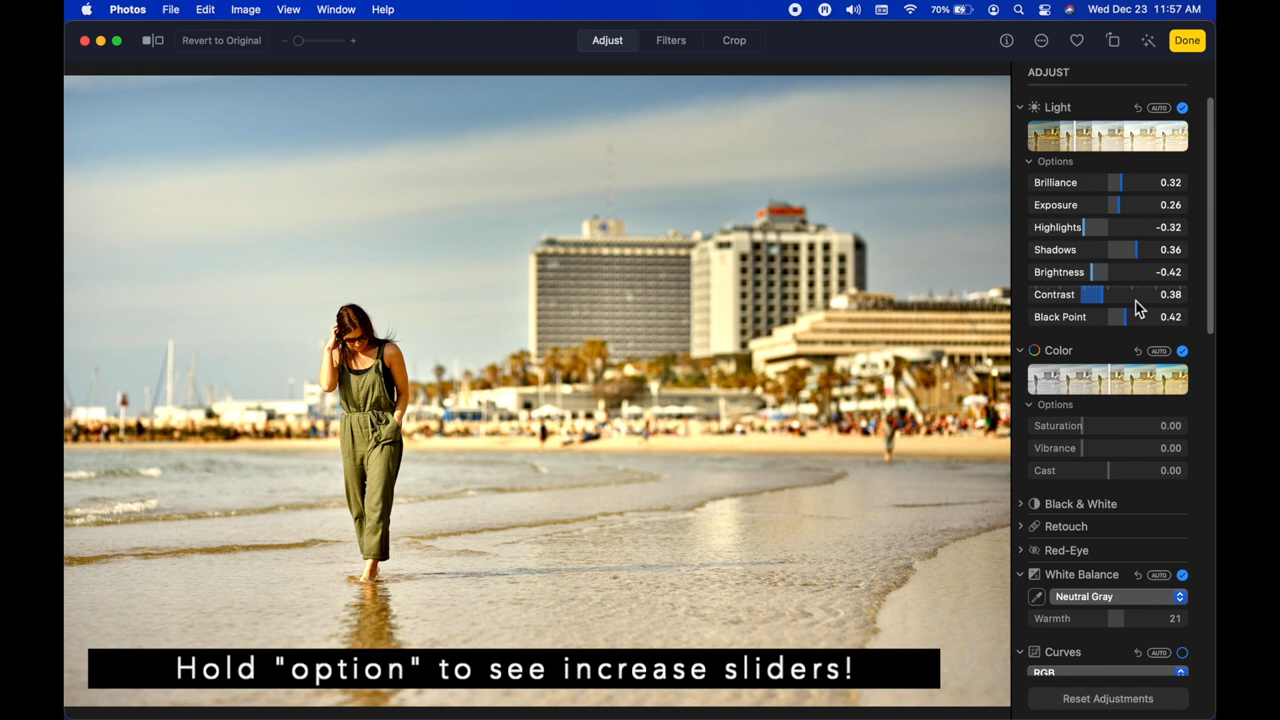 Photos File Edit Image View Window Help 70% Wed Dec 23 11:57 AM
Revert to Original Adjust Filters Crop Done
ADJUST
Light AUTO
Options
Brilliance 0.32
Exposure 0.26
Highlights -0.32
Shadows 0.36
Brightness -0.42
Contrast 0.38
Black Point 0.42
Color AUTO
Options
Saturation 0.00
Vibrance 0.00
Cast 0.00
Black & White
Retouch
Red-Eye
White Balance AUTO
Neutral Gray
Warmth 21
Curves AUTO
RGB
Reset Adjustments
Hold "option" to see increase sliders!